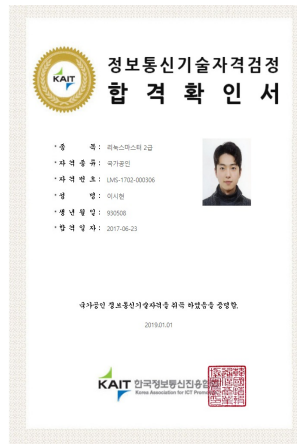 KAIT
정보통신기술자격검정
합 격 확 인 서
* 종 목 : 리눅스마스터 2급
* 자 격 종 류 : 국가공인
* 자 격 번 호 : LMS-1702-000306
* 성 명 : 이시현
* 생 년 월 일 : 930508
* 합 격 일 자 : 2017-06-23
국가공인 정보통신기술자격을 취득 하였음을 증명함.
2019.01.01
KAIT 한국정보통신진흥협회
Korea Association for ICT Promotion